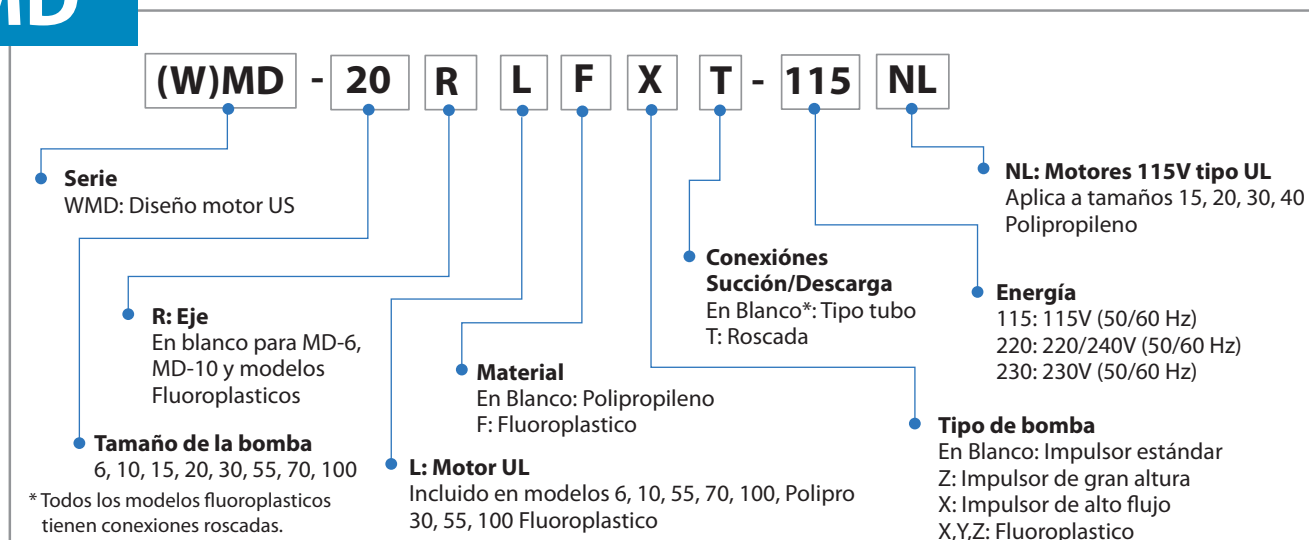 MD
(W)MD - 20 R L F X T - 115 NL
Serie
WMD: Diseño motor US
NL: Motores 115V tipo UL
Aplica a tamaños 15, 20, 30, 40
Polipropileno
Conexiónes
Succión/Descarga
En Blanco*: Tipo tubo
T: Roscada
Energía
115: 115V (50/60 Hz)
220: 220/240V (50/60 Hz)
230: 230V (50/60 Hz)
R: Eje
En blanco para MD-6,
MD-10 y modelos
Fluoroplasticos
Material
En Blanco: Polipropileno
F: Fluoroplastico
Tipo de bomba
En Blanco: Impulsor estándar
Z: Impulsor de gran altura
X: Impulsor de alto flujo
X,Y,Z: Fluoroplastico
Tamaño de la bomba
6, 10, 15, 20, 30, 55, 70, 100
* Todos los modelos fluoroplasticos
tienen conexiones roscadas.
L: Motor UL
Incluido en modelos 6, 10, 55, 70, 100, Polipro
30, 55, 100 Fluoroplastico